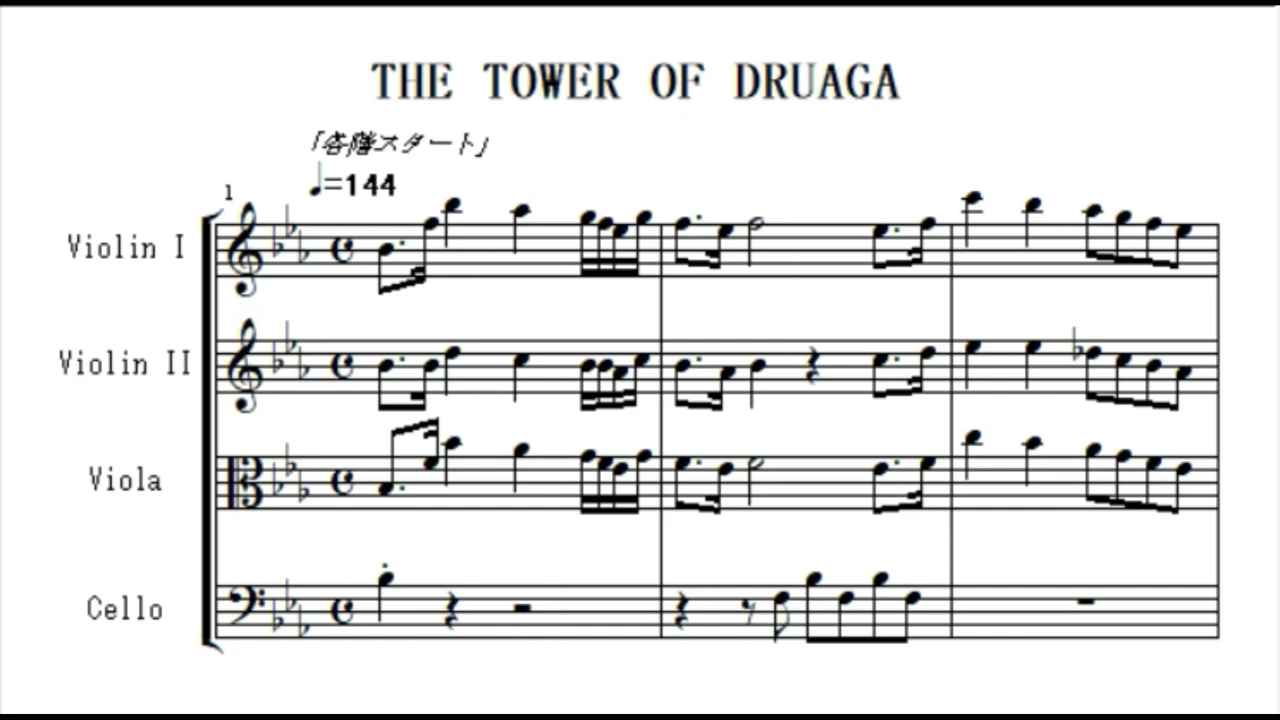 THE TOWER OF DRUAGA
「各階スタート」
♩=144
1
Violin I
Violin II
Viola
Cello